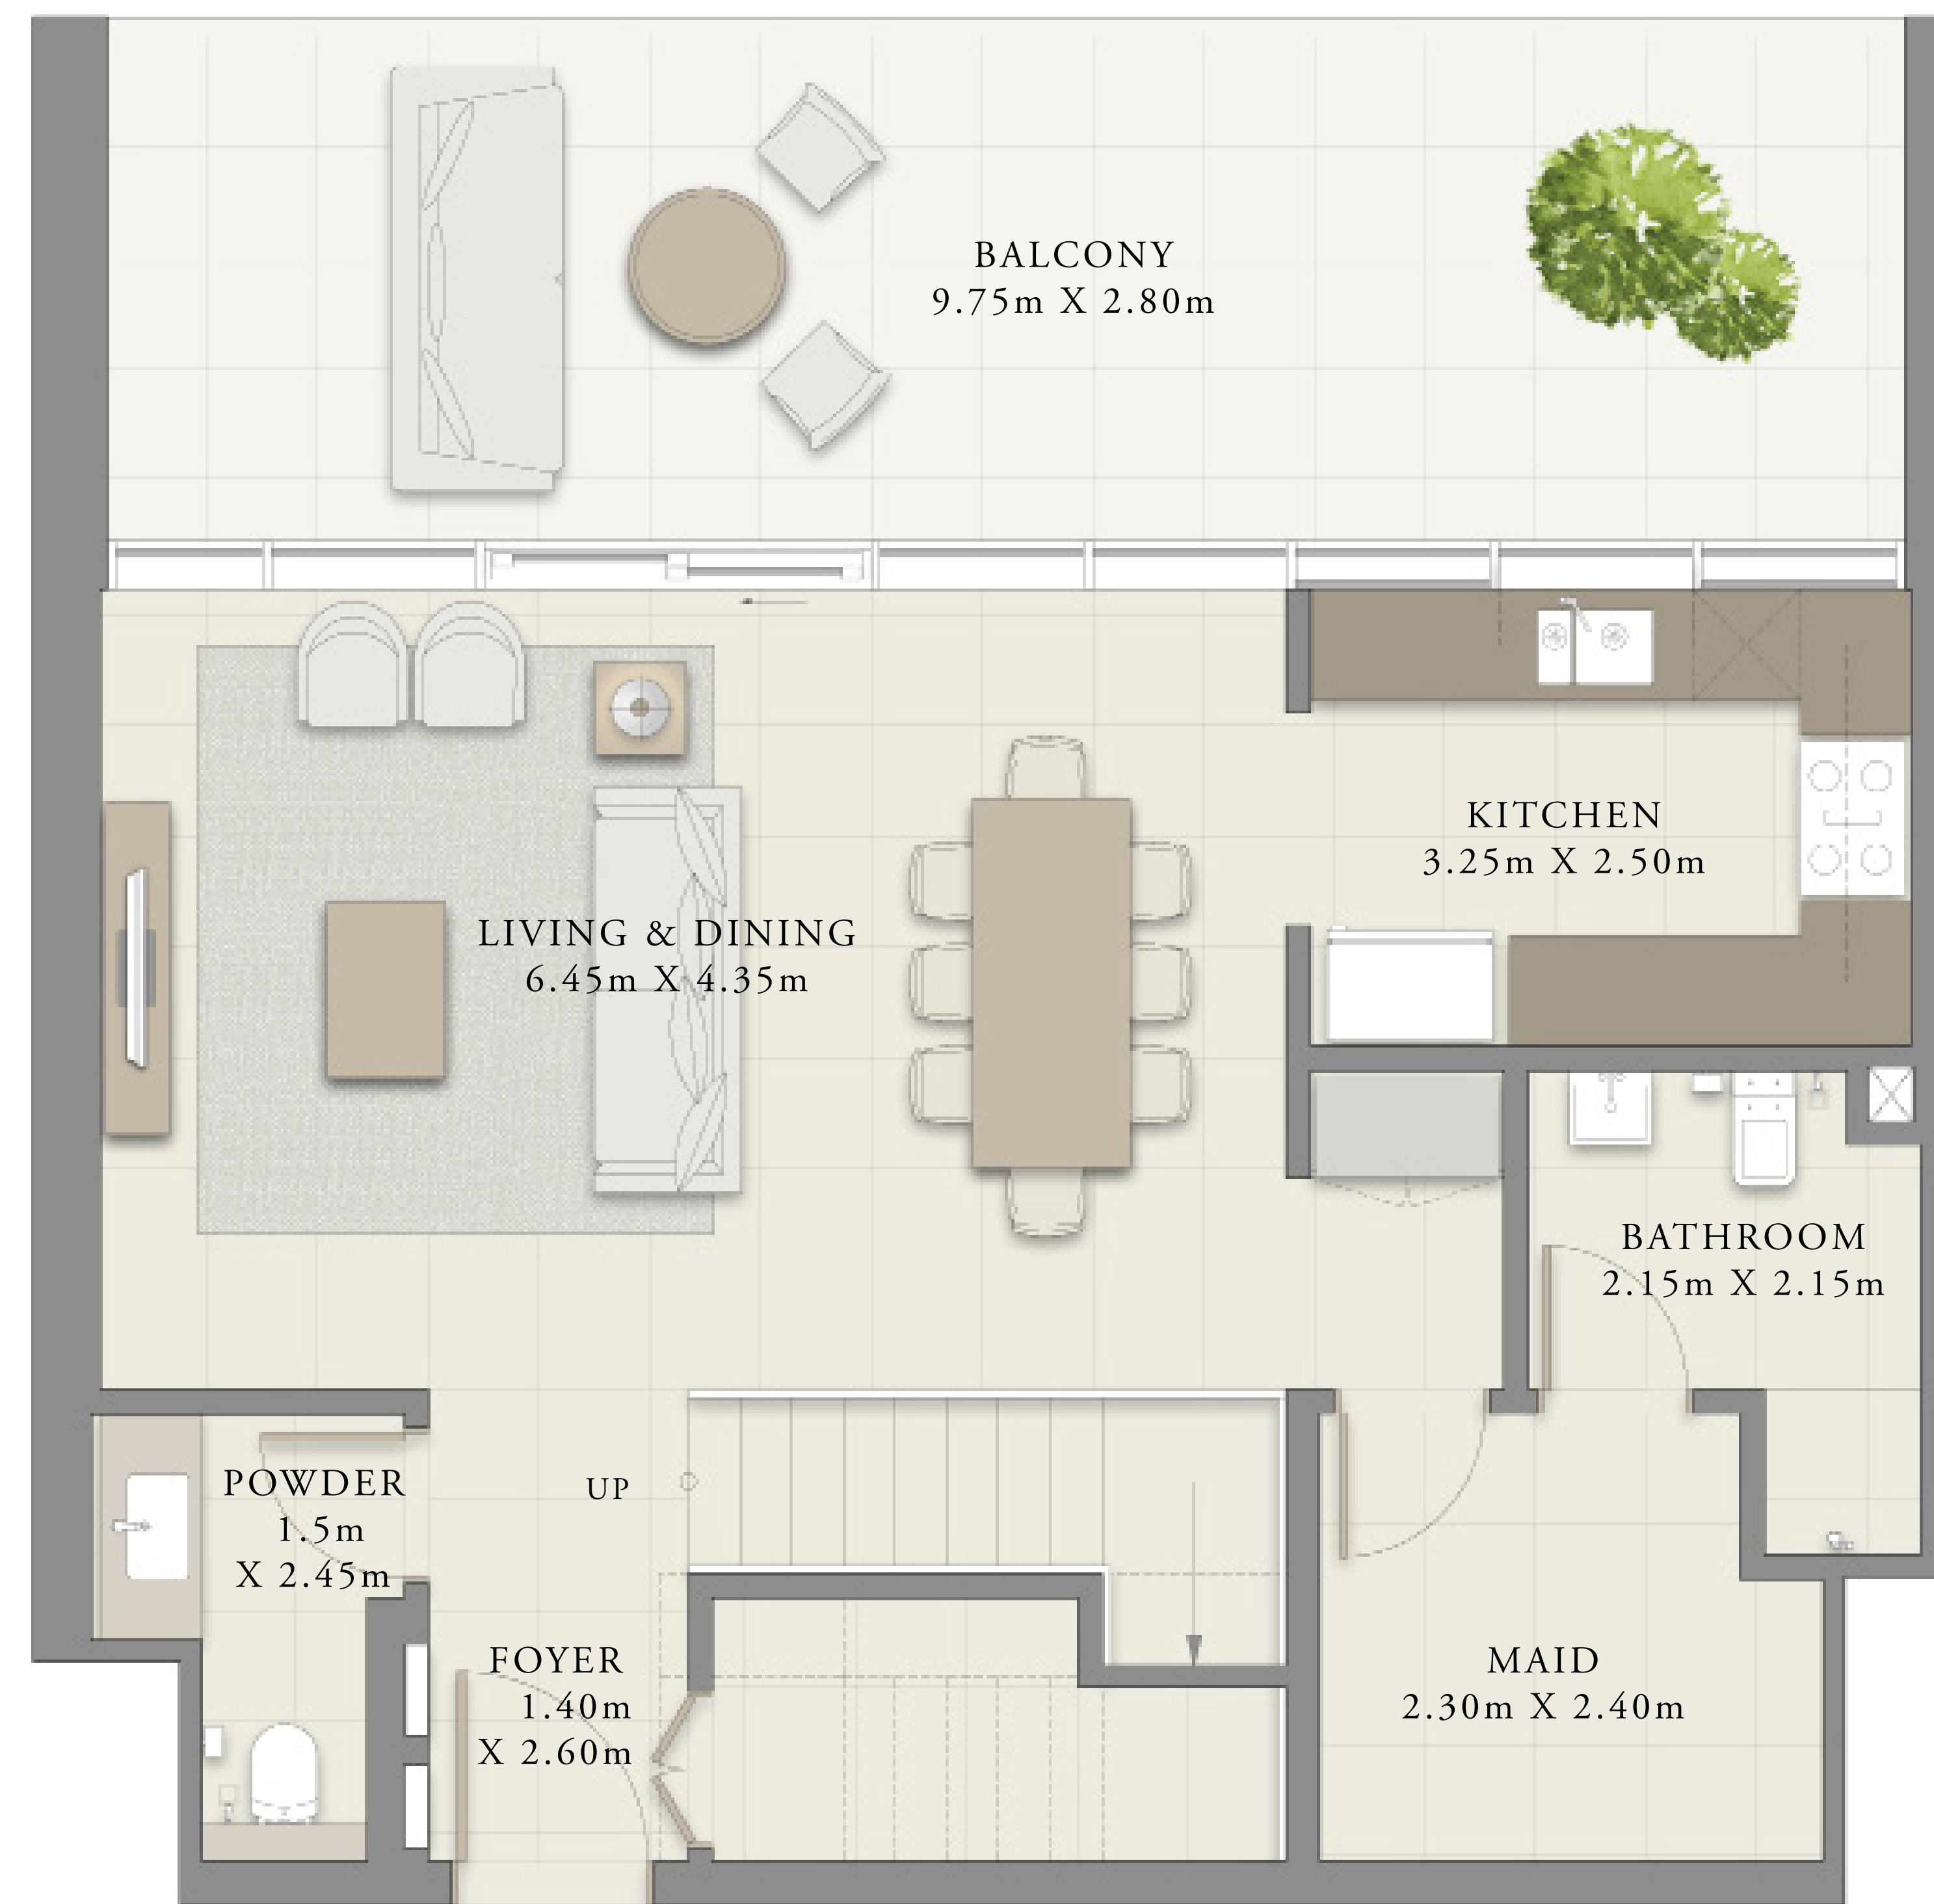 BALCONY
9.75m X 2.80m
KITCHEN
3.25m X 2.50m
LIVING & DINING
6.45m X 4.35m
BATHROOM
2.15m X 2.15m
POWDER
1.5m
X 2.45m
UP
FOYER
1.40m
X 2.60m
MAID
2.30m X 2.40m